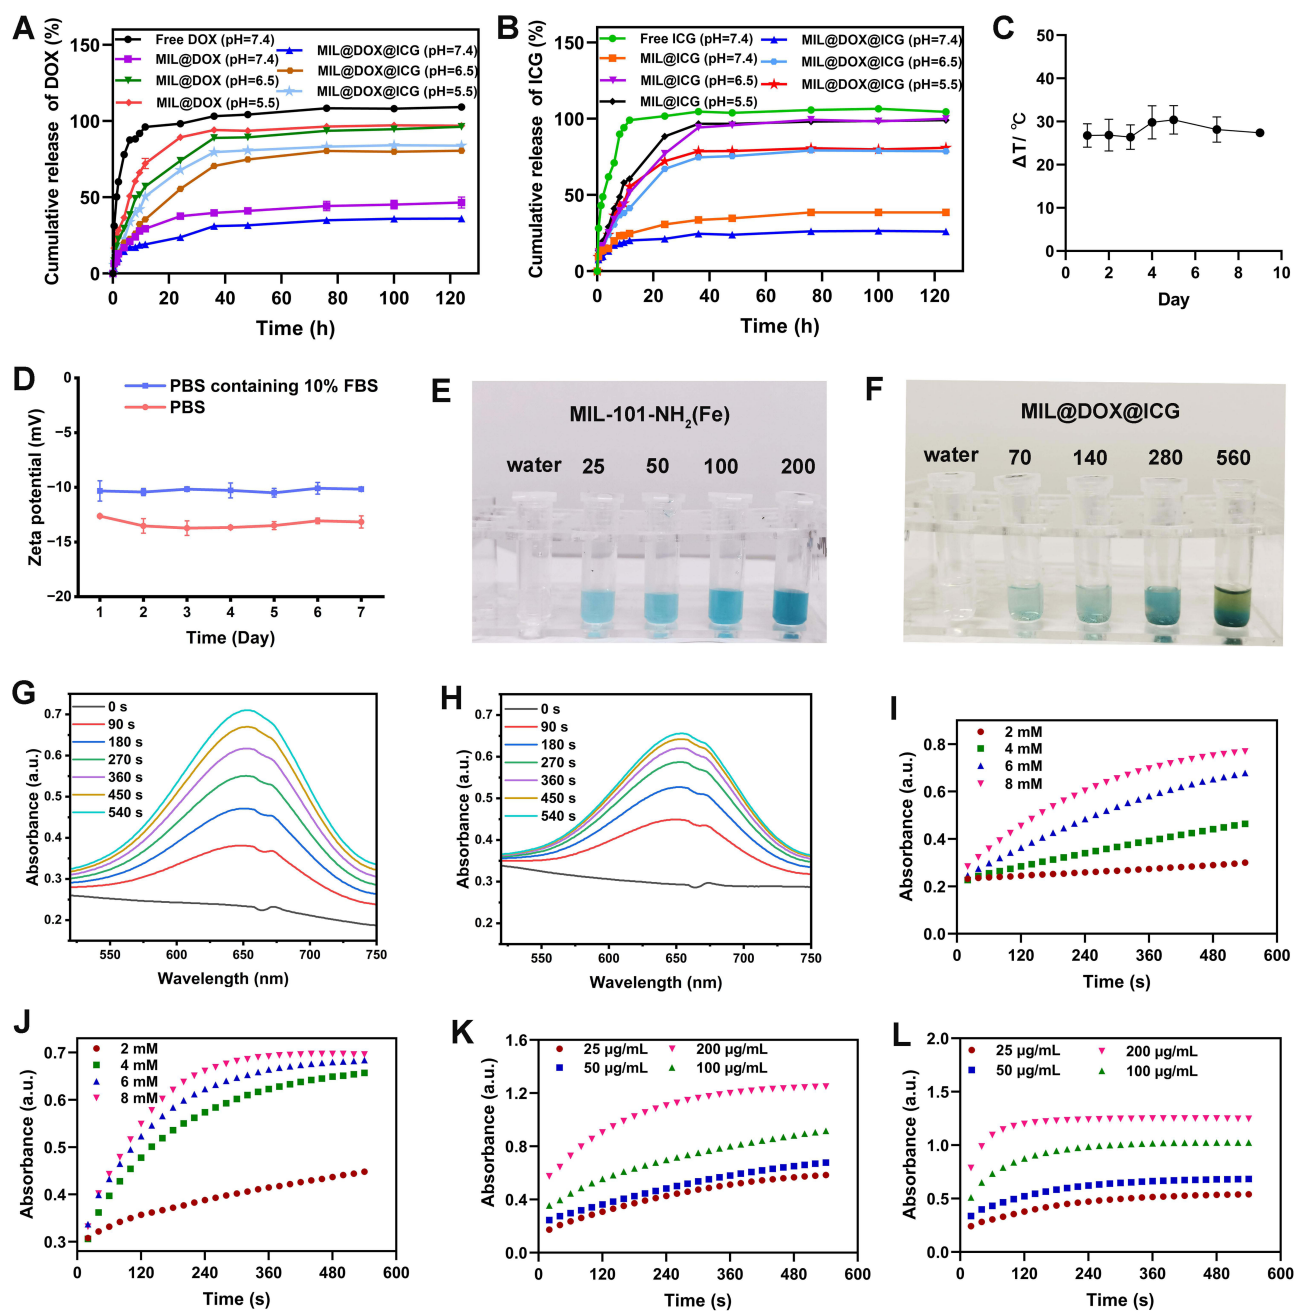 A
Cumulative release of DOX (%)
150
100
50
0
Free DOX (pH=7.4)
MIL@DOX (pH=7.4)
MIL@DOX (pH=6.5)
MIL@DOX (pH=5.5)
MIL@DOX@ICG (pH=7.4)
MIL@DOX@ICG (pH=6.5)
MIL@DOX@ICG (pH=5.5)
0 20 40 60 80 100 120
Time (h)
B
Cumulative release of ICG (%)
150
100
50
0
Free ICG (pH=7.4)
MIL@ICG (pH=7.4)
MIL@ICG (pH=6.5)
MIL@ICG (pH=5.5)
MIL@DOX@ICG (pH=7.4)
MIL@DOX@ICG (pH=6.5)
MIL@DOX@ICG (pH=5.5)
0 20 40 60 80 100 120
Time (h)
C
ΔT/ ℃
50
40
30
20
10
0
0 2 4 6 8 10
Day
D
Zeta potential (mV)
0
−5
−10
−15
−20
PBS containing 10% FBS
PBS
1 2 3 4 5 6 7
Time (Day)
E
MIL-101-NH2(Fe)
water 25 50 100 200
F
MIL@DOX@ICG
water 70 140 280 560
G
Absorbance (a.u.)
0.7
0.6
0.5
0.4
0.3
0.2
0 s
90 s
180 s
270 s
360 s
450 s
540 s
550 600 650 700 750
Wavelength (nm)
H
Absorbance (a.u.)
0.7
0.6
0.5
0.4
0.3
0.2
0 s
90 s
180 s
270 s
360 s
450 s
540 s
550 600 650 700 750
Wavelength (nm)
I
Absorbance (a.u.)
0.8
0.6
0.4
0.2
0.0
2 mM
4 mM
6 mM
8 mM
0 120 240 360 480 600
Time (s)
J
Absorbance (a.u.)
0.7
0.6
0.5
0.4
0.3
2 mM
4 mM
6 mM
8 mM
0 120 240 360 480 600
Time (s)
K
Absorbance (a.u.)
1.6
1.2
0.8
0.4
0.0
25 μg/mL 200 μg/mL
50 μg/mL 100 μg/mL
0 120 240 360 480 600
Time (s)
L
Absorbance (a.u.)
2.0
1.5
1.0
0.5
0.0
25 μg/mL 200 μg/mL
50 μg/mL 100 μg/mL
0 120 240 360 480 600
Time (s)